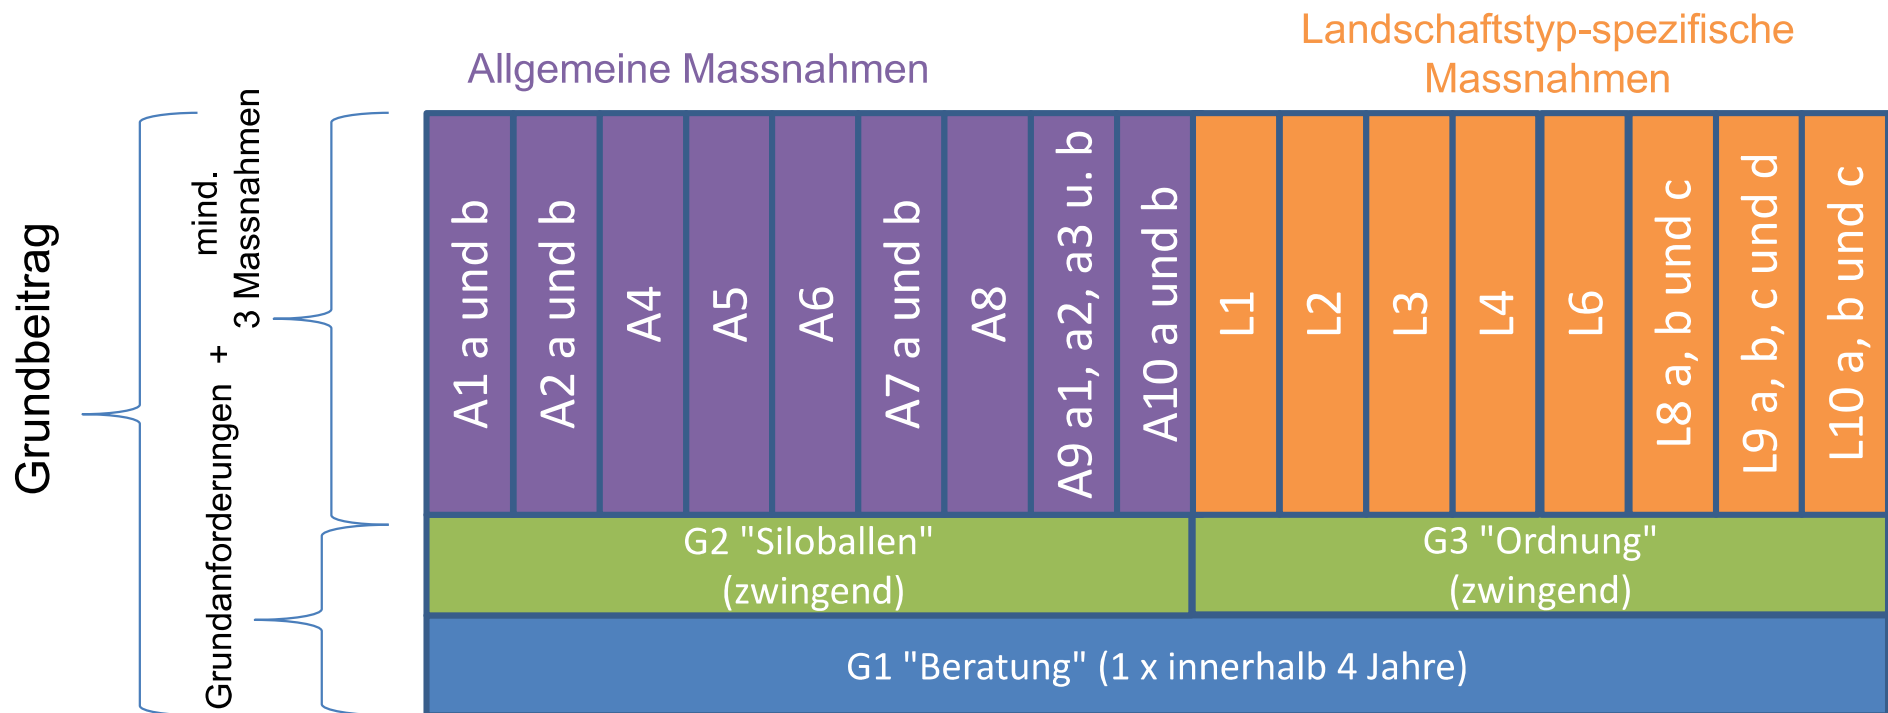 Allgemeine Massnahmen
Landschaftstyp-spezifische
Massnahmen
Grundbeitrag
Grundanforderungen +
mind.
3 Massnahmen
A1 a und b
A2 a und b
A4
A5
A6
A7 a und b
A8
A9 a1, a2, a3 u. b
A10 a und b
L1
L2
L3
L4
L6
L8 a, b und c
L9 a, b, c und d
L10 a, b und c
G2 "Siloballen"
(zwingend)
G3 "Ordnung"
(zwingend)
G1 "Beratung" (1 x innerhalb 4 Jahre)